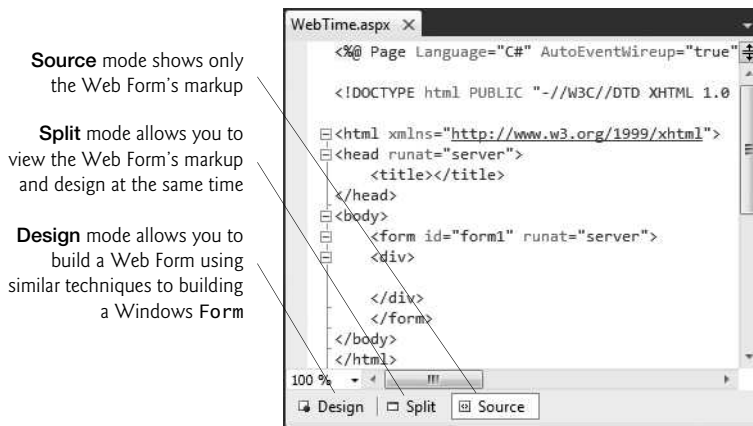 Source mode shows only
the Web Form's markup
Split mode allows you to
view the Web Form's markup
and design at the same time
Design mode allows you to
build a Web Form using
similar techniques to building
a Windows Form
WebTime.aspx
<%@ Page Language="C#" AutoEventWireup="true"
<!DOCTYPE html PUBLIC "-//W3C//DTD XHTML 1.0
<html xmlns="http://www.w3.org/1999/xhtml">
<head runat="server">
<title></title>
</head>
<body>
<form id="form1" runat="server">
<div>
</div>
</form>
</body>
</html>
100 %
Design Split Source